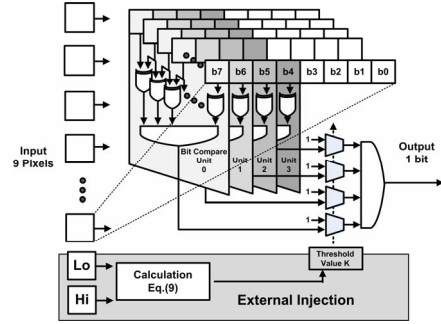 b7 b6 b5 b4 b3 b2 b1 b0
Input
9 Pixels
Bit Compare
Unit
0
Unit
1
Unit
2
Unit
3
1
1
1
1
Output
1 bit
Threshold
Value K
Lo
Hi
Calculation
Eq.(9)
External Injection